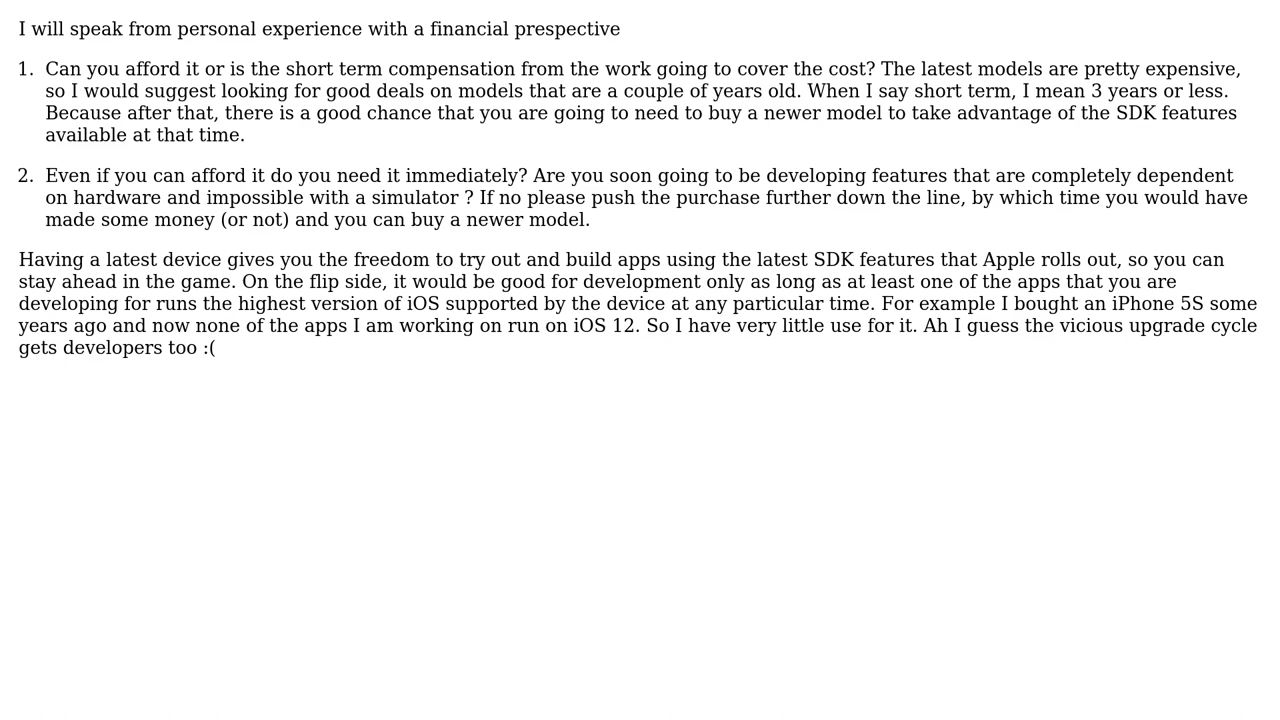 I will speak from personal experience with a financial prespective
1. Can you afford it or is the short term compensation from the work going to cover the cost? The latest models are pretty expensive,
so I would suggest looking for good deals on models that are a couple of years old. When I say short term, I mean 3 years or less.
Because after that, there is a good chance that you are going to need to buy a newer model to take advantage of the SDK features
available at that time.
2. Even if you can afford it do you need it immediately? Are you soon going to be developing features that are completely dependent
on hardware and impossible with a simulator ? If no please push the purchase further down the line, by which time you would have
made some money (or not) and you can buy a newer model.
Having a latest device gives you the freedom to try out and build apps using the latest SDK features that Apple rolls out, so you can
stay ahead in the game. On the flip side, it would be good for development only as long as at least one of the apps that you are
developing for runs the highest version of iOS supported by the device at any particular time. For example I bought an iPhone 5S some
years ago and now none of the apps I am working on run on iOS 12. So I have very little use for it. Ah I guess the vicious upgrade cycle
gets developers too :(